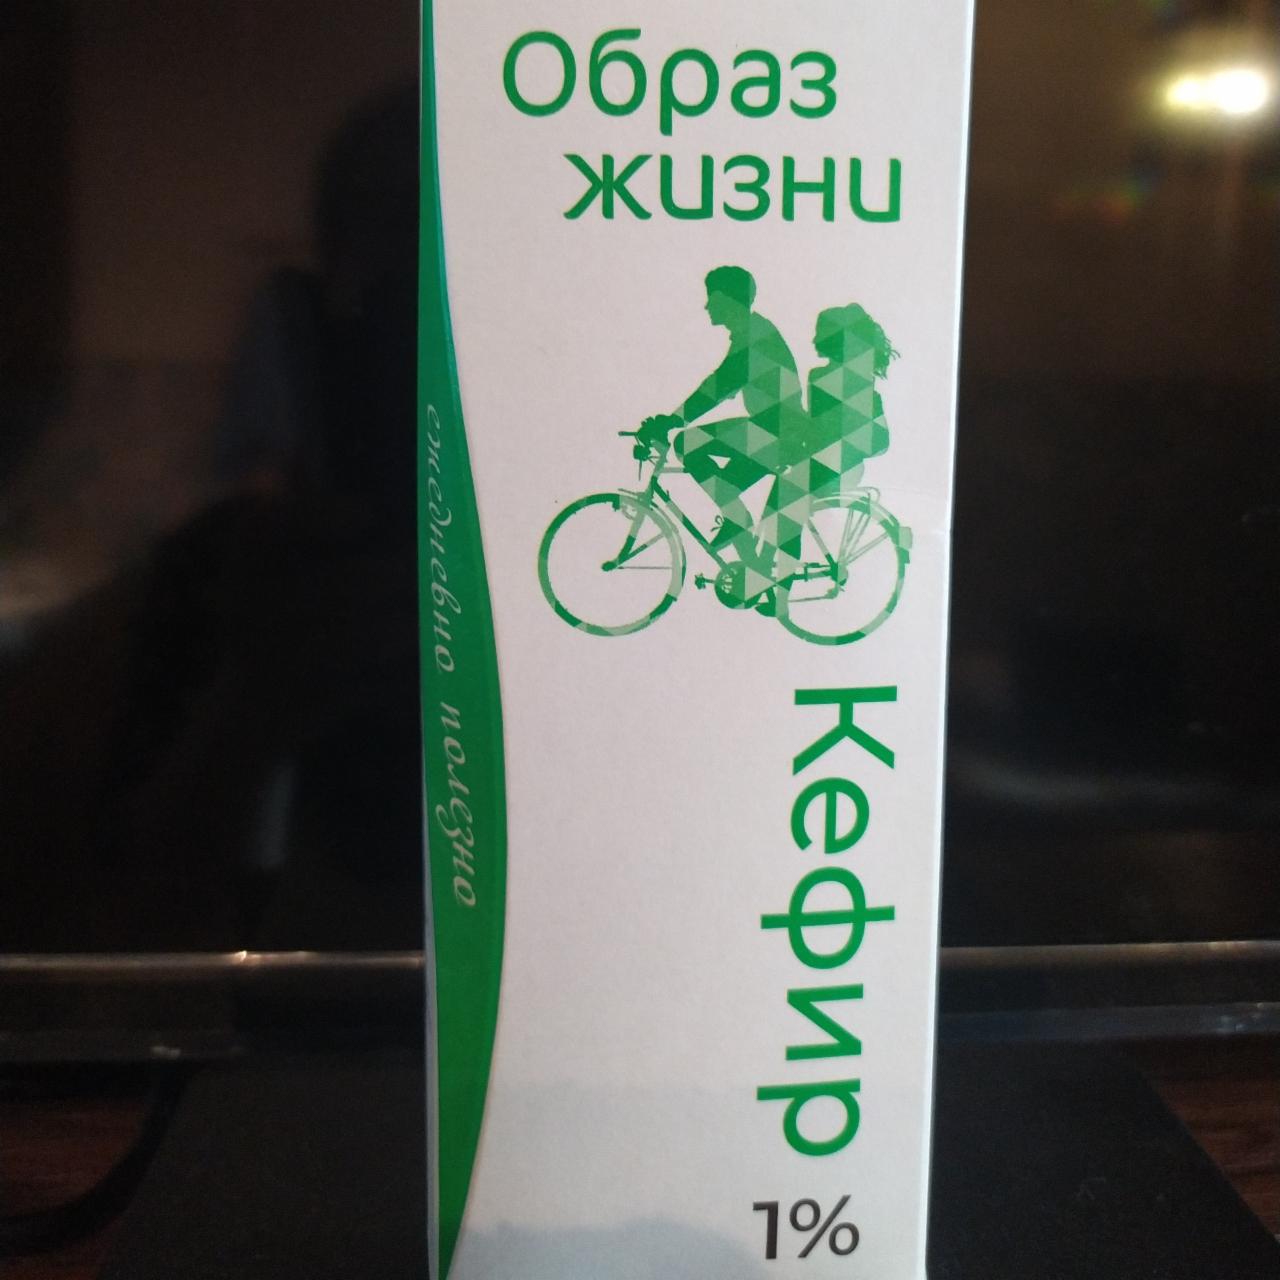 Образ
жизни
ежедневно полезно
Кефир
1%